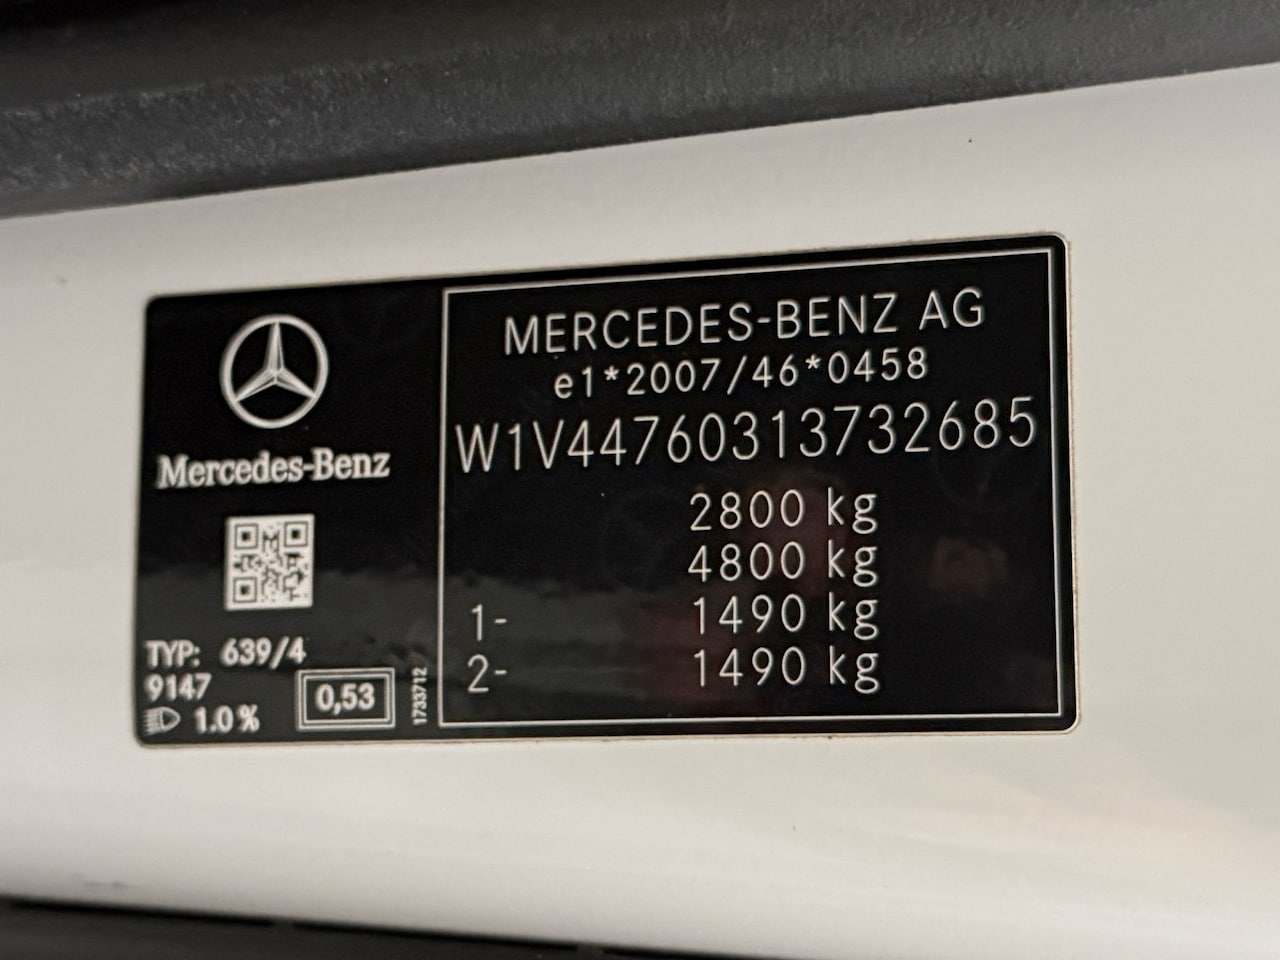 Mercedes-Benz
TYP: 639/4
9147
1.0 %
0,53
1733712
MERCEDES-BENZ AG
e1*2007/46*0458
W1V44760313732685
2800 kg
4800 kg
1- 1490 kg
2- 1490 kg